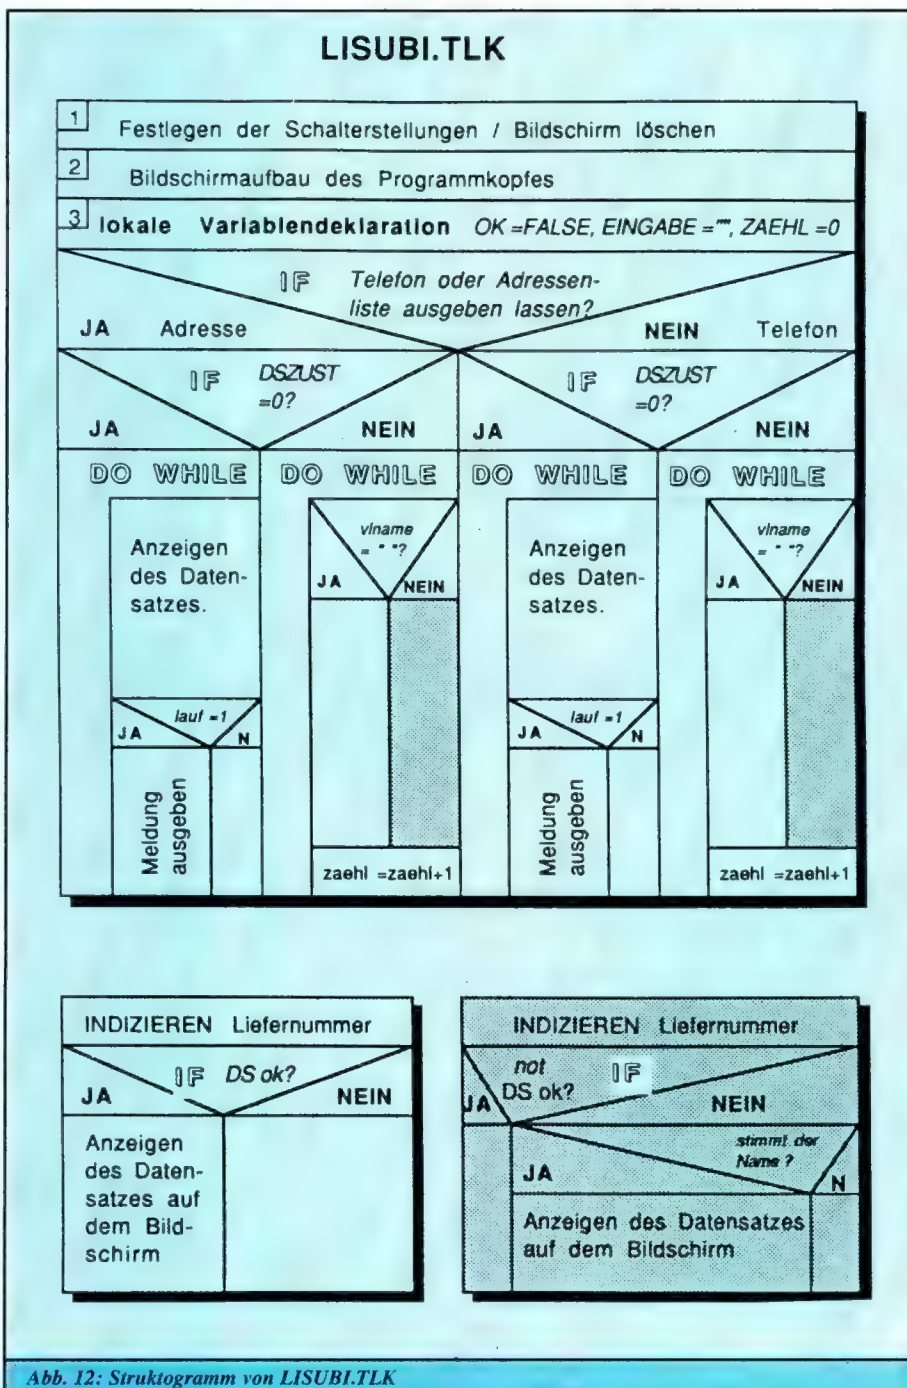 LISUBI.TLK
1
Festlegen der Schalterstellungen / Bildschirm löschen
2
Bildschirmaufbau des Programmkopfes
3
lokale Variablendeklaration OK =FALSE, EINGABE ="", ZAEHL =0
IF Telefon oder Adressen-
liste ausgeben lassen?
JA Adresse
NEIN Telefon
IF DSZUST
=0?
JA
NEIN
IF DSZUST
=0?
JA
NEIN
DO WHILE
DO WHILE
DO WHILE
DO WHILE
Anzeigen
des Daten-
satzes.
lauf =1
JA
N
Meldung
ausgeben
vlname
= " "?
JA
NEIN
zaehl =zaehl+1
Anzeigen
des Daten-
satzes.
lauf =1
JA
N
Meldung
ausgeben
vlname
= " "?
JA
NEIN
zaehl =zaehl+1
INDIZIEREN Liefernummer
IF DS ok?
JA
NEIN
Anzeigen
des Daten-
satzes auf
dem Bild-
schirm
INDIZIEREN Liefernummer
not
DS ok?
IF
JA
NEIN
stimmt der
Name ?
JA
N
Anzeigen des Datensatzes
auf dem Bildschirm
Abb. 12: Struktogramm von LISUBI.TLK